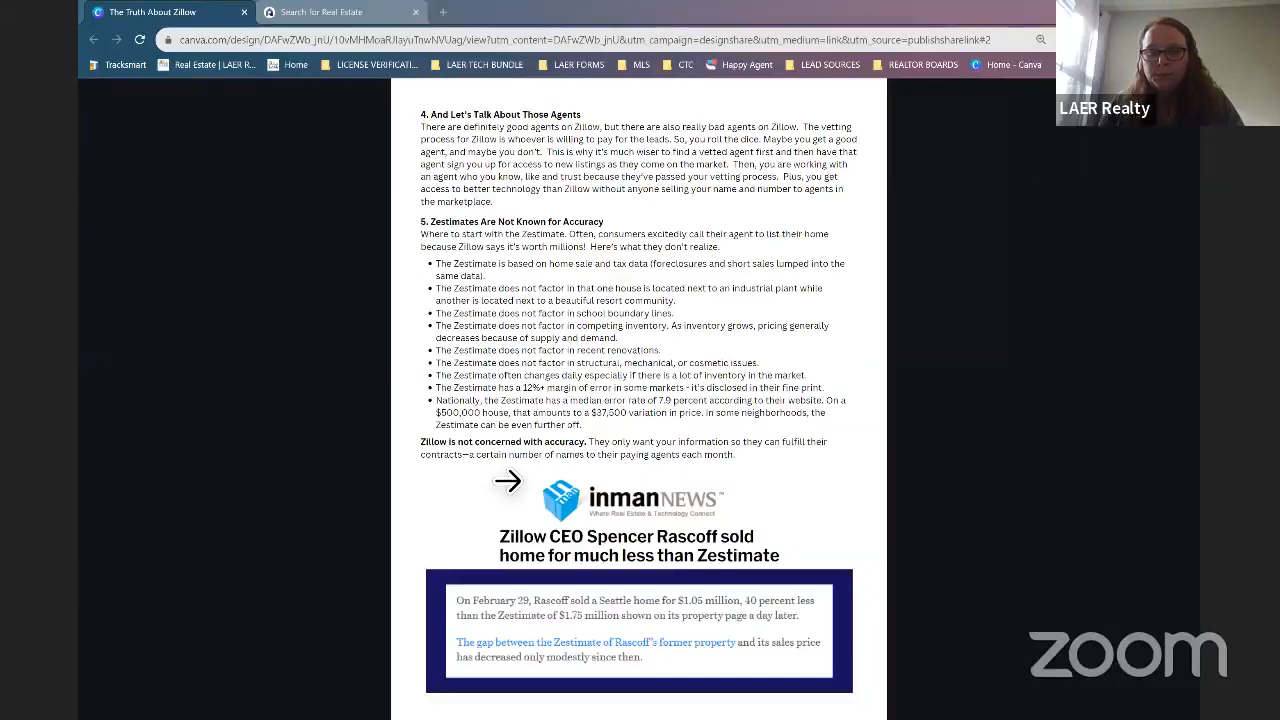 The Truth About Zillow
Search for Real Estate
canva.com/design/DAFwZWb_jnU/10vMHMoaRJIayuTnwNVUag/view?utm_content=DAFwZWb_jnU&utm_campaign=designshare&utm_medium=link&utm_source=publishsharelink#2
Tracksmart
Real Estate | LAER R...
Home
LICENSE VERIFICATI...
LAER TECH BUNDLE
LAER FORMS
MLS
CTC
Happy Agent
LEAD SOURCES
REALTOR BOARDS
Home - Canva
LAER Realty
4. And Let's Talk About Those Agents
There are definitely good agents on Zillow, but there are also really bad agents on Zillow. The vetting
process for Zillow is whoever is willing to pay for the leads. So, you roll the dice. Maybe you get a good
agent, and maybe you don't. This is why it's much wiser to find a vetted agent first and then have that
agent sign you up for access to new listings as they come on the market. Then, you are working with
an agent who you know, like and trust because they've passed your vetting process. Plus, you get
access to better technology than Zillow without anyone selling your name and number to agents in
the marketplace.
5. Zestimates Are Not Known for Accuracy
Where to start with the Zestimate. Often, consumers excitedly call their agent to list their home
because Zillow says it's worth millions! Here's what they don't realize.
• The Zestimate is based on home sale and tax data (foreclosures and short sales lumped into the
same data).
• The Zestimate does not factor in that one house is located next to an industrial plant while
another is located next to a beautiful resort community.
• The Zestimate does not factor in school boundary lines.
• The Zestimate does not factor in competing inventory. As inventory grows, pricing generally
decreases because of supply and demand.
• The Zestimate does not factor in recent renovations.
• The Zestimate does not factor in structural, mechanical, or cosmetic issues.
• The Zestimate often changes daily especially if there is a lot of inventory in the market.
• The Zestimate has a 12%+ margin of error in some markets - it's disclosed in their fine print.
• Nationally, the Zestimate has a median error rate of 7.9 percent according to their website. On a
$500,000 house, that amounts to a $37,500 variation in price. In some neighborhoods, the
Zestimate can be even further off.
Zillow is not concerned with accuracy. They only want your information so they can fulfill their
contracts—a certain number of names to their paying agents each month.
inman
inmanNEWS™
Where Real Estate & Technology Connect
Zillow CEO Spencer Rascoff sold
home for much less than Zestimate
On February 29, Rascoff sold a Seattle home for $1.05 million, 40 percent less
than the Zestimate of $1.75 million shown on its property page a day later.
The gap between the Zestimate of Rascoff's former property and its sales price
has decreased only modestly since then.
zoom